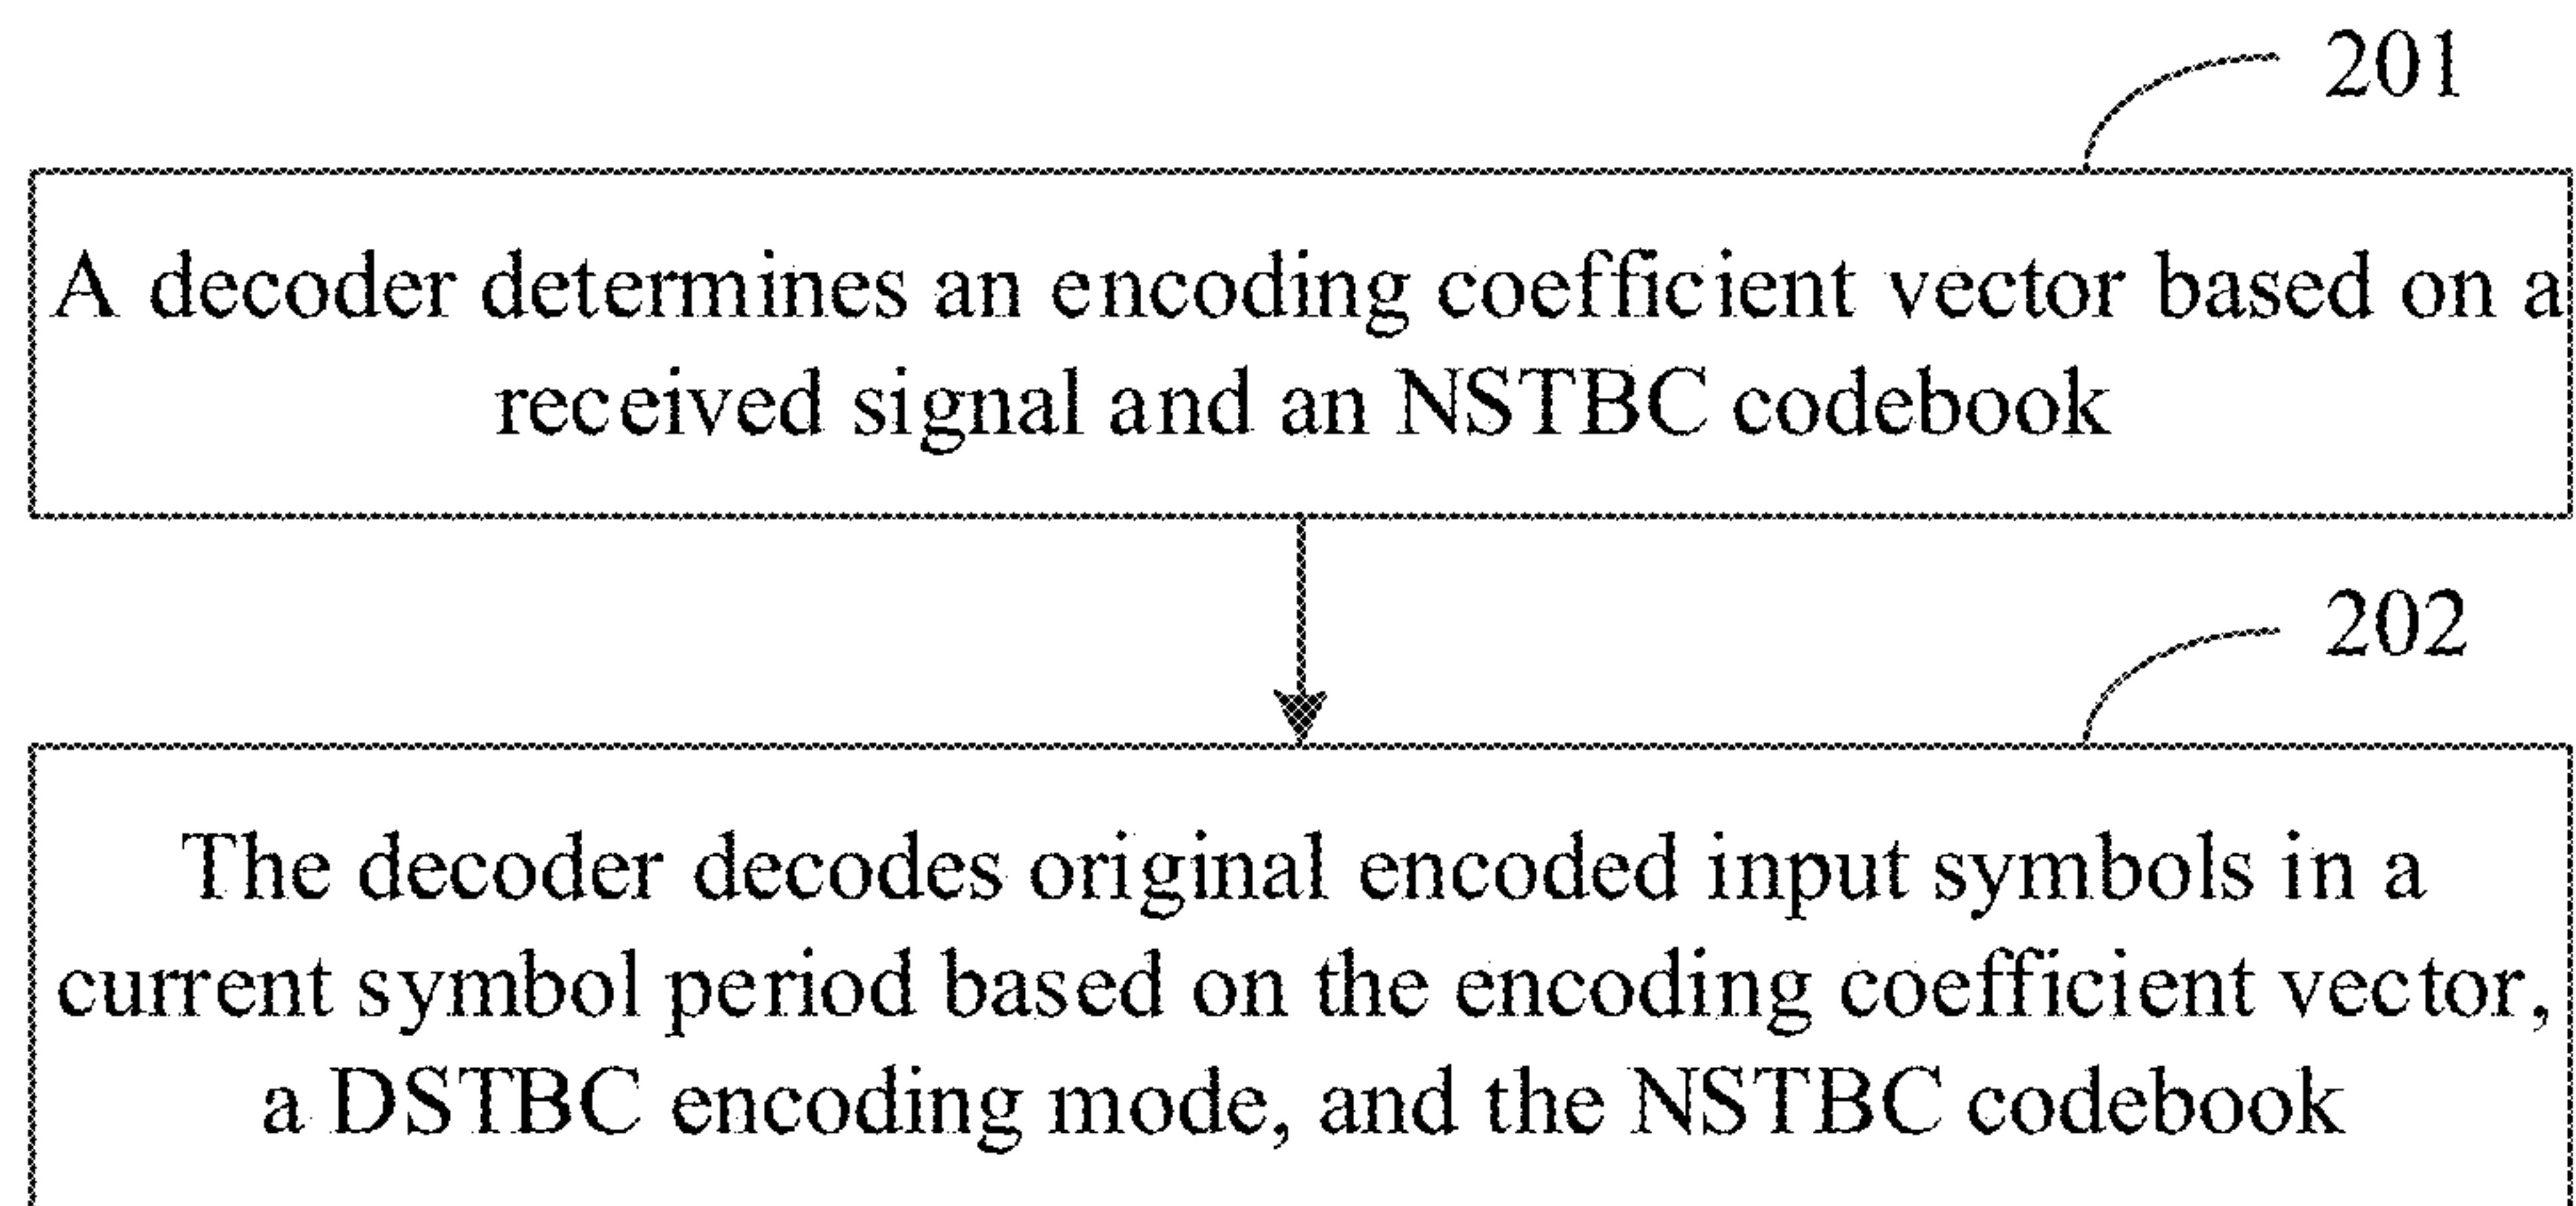 201
A decoder determines an encoding coefficient vector based on a
received signal and an NSTBC codebook
202
The decoder decodes original encoded input symbols in a
current symbol period based on the encoding coefficient vector,
a DSTBC encoding mode, and the NSTBC codebook